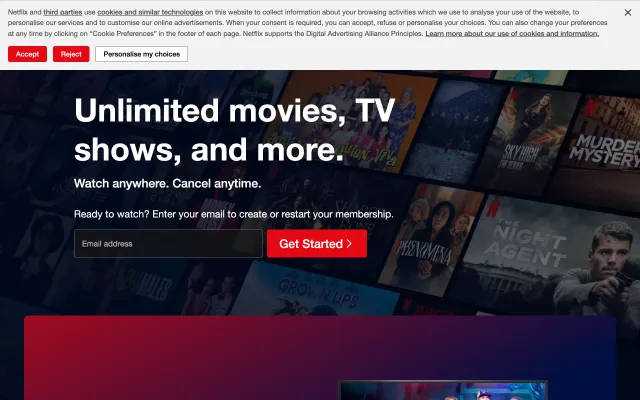 Netflix and third parties use cookies and similar technologies on this website to collect information about your browsing activities which we use to analyse your use of the website, to
personalise our services and to customise our online advertisements. When your consent is required, you can accept, refuse or personalise your choices. You can also change your preferences
at any time by clicking on “Cookie Preferences” in the footer of each page. Netflix supports the Digital Advertising Alliance Principles. Learn more about our use of cookies and information.
Accept
Reject
Personalise my choices
Unlimited movies, TV
shows, and more.
Watch anywhere. Cancel anytime.
Ready to watch? Enter your email to create or restart your membership.
Email address
Get Started
LA CASA
SKY HIGH
THE SERIES
MURDER
MYSTERY
PHENOMENA
THE
NIGHT
AGENT
GROWN UPS